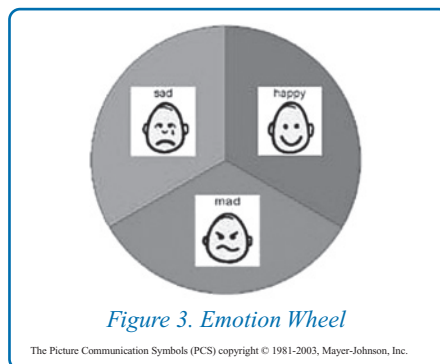 sad
happy
mad
Figure 3. Emotion Wheel
The Picture Communication Symbols (PCS) copyright © 1981-2003, Mayer-Johnson, Inc.